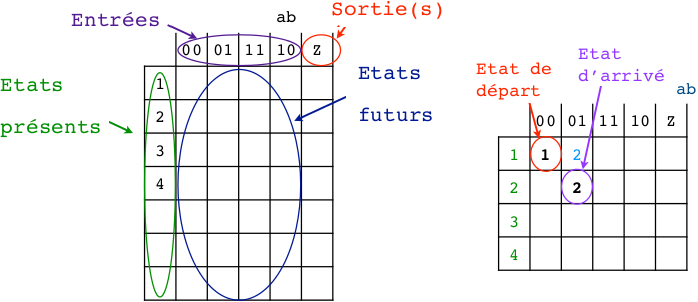 Entrées
ab
Sortie(s)
00 01 11 10 Z
Etats
présents
1
2
3
4
Etats
futurs
Etat de
départ
Etat
d'arrivé
ab
00 01 11 10 Z
1 1 2
2 2
3
4